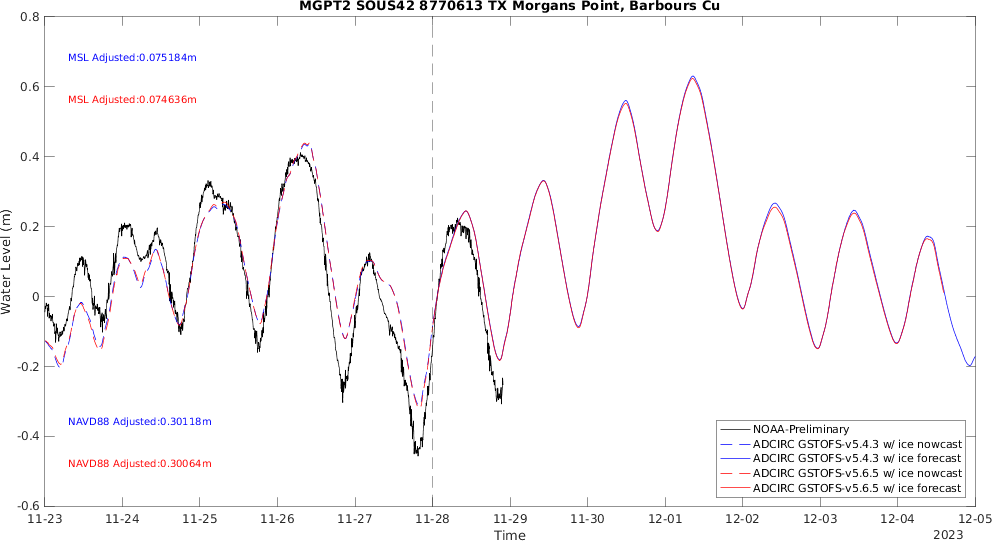 MGPT2 SOUS42 8770613 TX Morgans Point, Barbours Cu
0.8
0.6
0.4
0.2
0
-0.2
-0.4
-0.6
Water Level (m)
MSL Adjusted:0.075184m
MSL Adjusted:0.074636m
NAVD88 Adjusted:0.30118m
NAVD88 Adjusted:0.30064m
NOAA-Preliminary
ADCIRC GSTOFS-v5.4.3 w/ ice nowcast
ADCIRC GSTOFS-v5.4.3 w/ ice forecast
ADCIRC GSTOFS-v5.6.5 w/ ice nowcast
ADCIRC GSTOFS-v5.6.5 w/ ice forecast
11-23 11-24 11-25 11-26 11-27 11-28 11-29 11-30 12-01 12-02 12-03 12-04 12-05
Time
2023